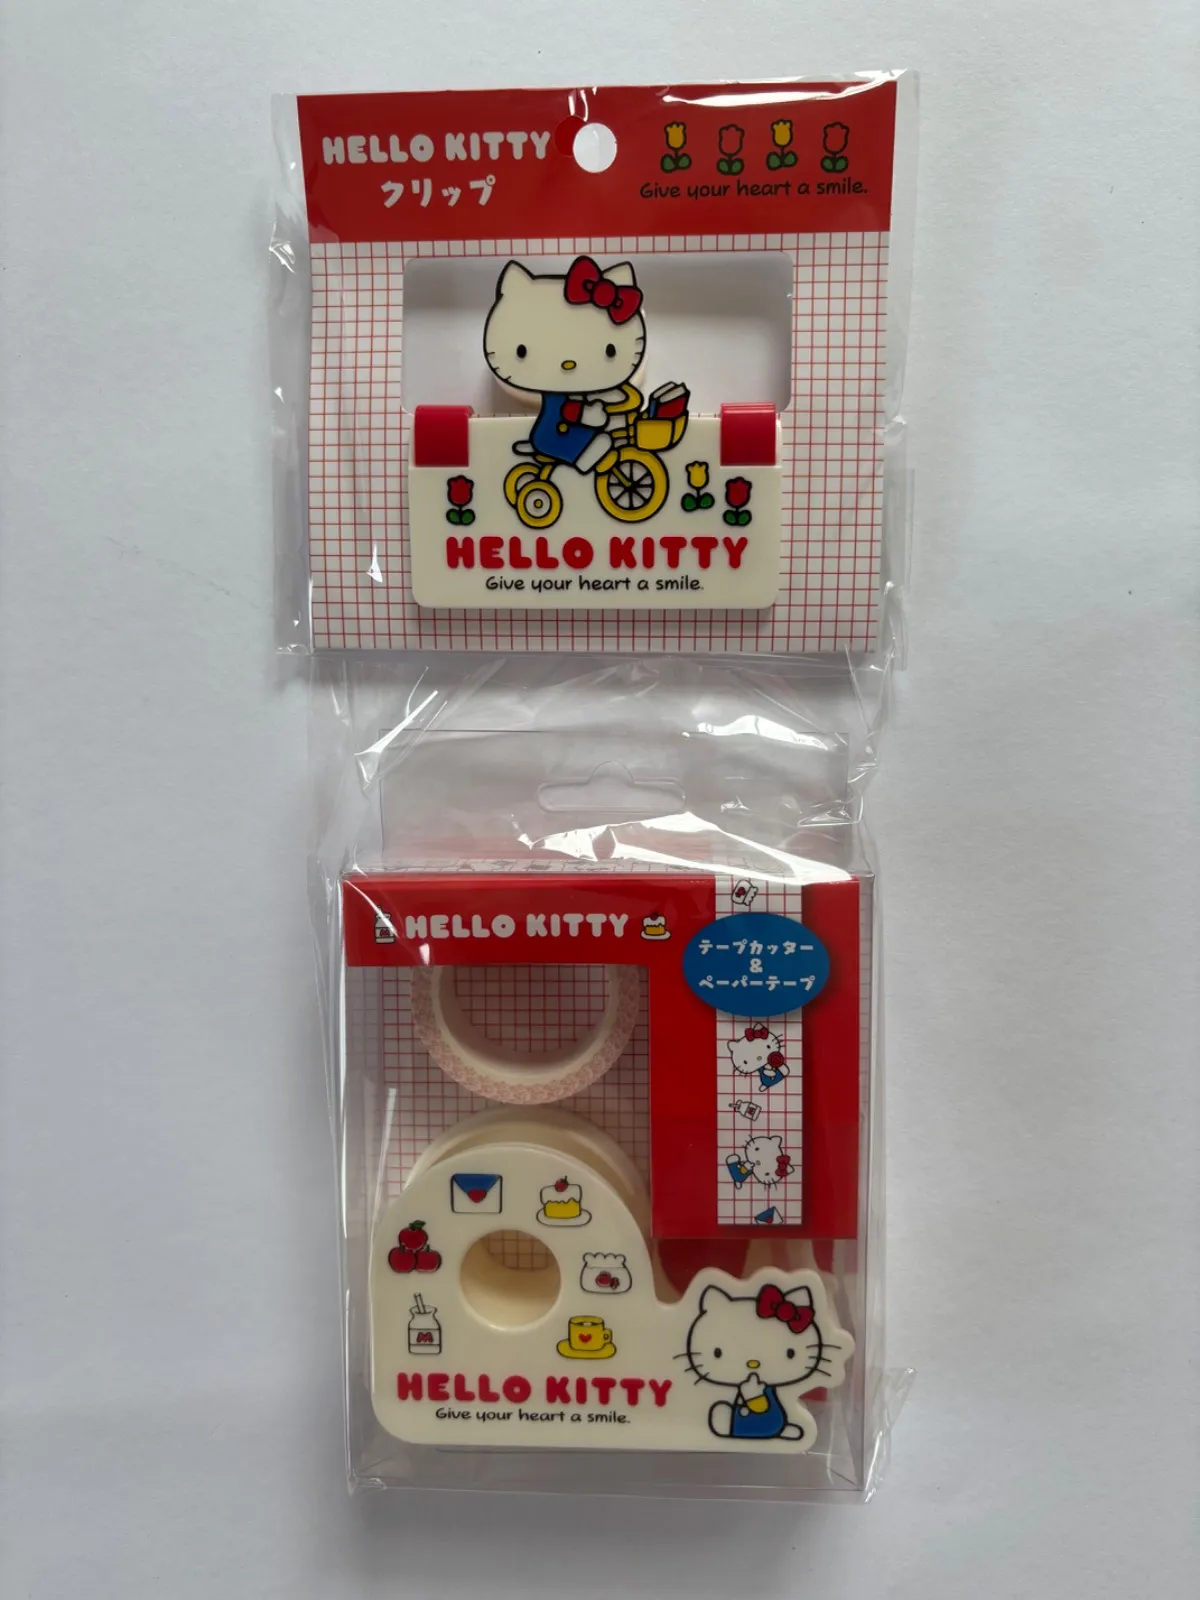 HELLO KITTY
クリップ
Give your heart a smile.
HELLO KITTY
Give your heart a smile.
HELLO KITTY
テープカッター
&
ペーパーテープ
M
HELLO KITTY
Give your heart a smile.